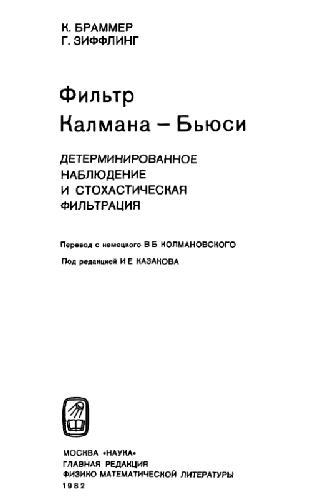 К. БРАММЕР
Г. ЗИФФЛИНГ
Фильтр
Калмана – Бьюси
ДЕТЕРМИНИРОВАННОЕ
НАБЛЮДЕНИЕ
И СТОХАСТИЧЕСКАЯ
ФИЛЬТРАЦИЯ
Перевод с немецкого В Б КОЛМАНОВСКОГО
Под редакцией И Е КАЗАКОВА
МОСКВА «НАУКА»
ГЛАВНАЯ РЕДАКЦИЯ
ФИЗИКО МАТЕМАТИЧЕСКОЙ ЛИТЕРАТУРЫ
1982